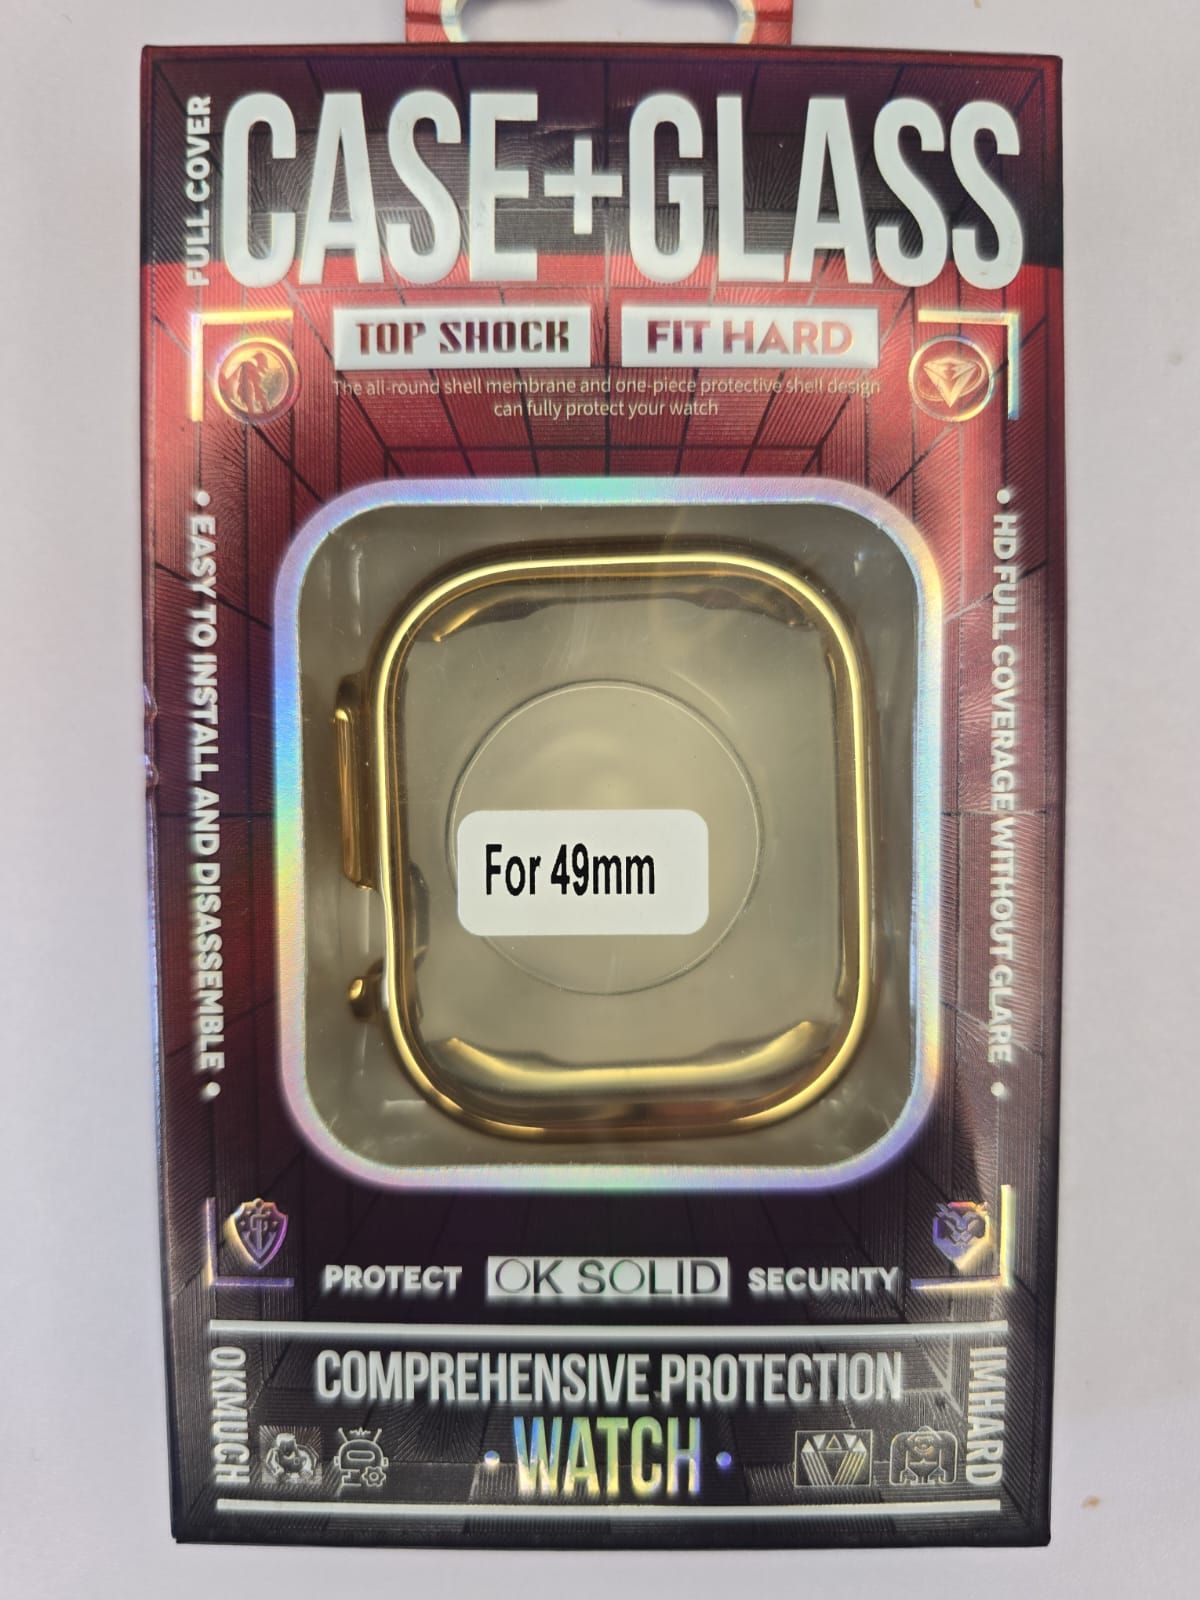 FULL COVER
CASE+GLASS
TOP SHOCK
FIT HARD
The all-round shell membrane and one-piece protective shell design
can fully protect your watch
• EASY TO INSTALL AND DISASSEMBLE •
• HD FULL COVERAGE WITHOUT GLARE •
For 49mm
PROTECT OK SOLID SECURITY
OKMUCH
COMPREHENSIVE PROTECTION
• WATCH •
IMHARD